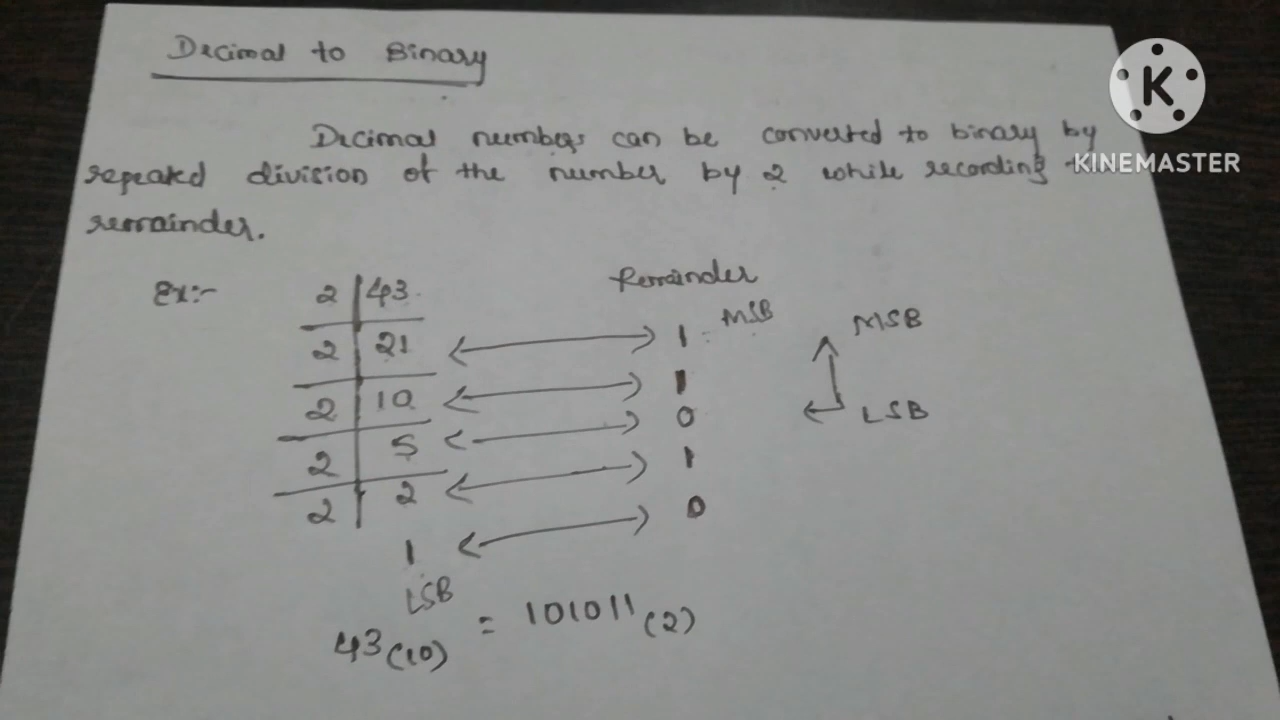 Decimal to Binary
Decimal numbers can be converted to binary by
repeated division of the number by 2 while recording
remainder.
Ex:-
2 43
Remainder
2 21 1 MSB
2 10 1
2 5 0
2 2 1
1 0
LSB
MSB
LSB
43(10) = 101011(2)
K
KINEMASTER